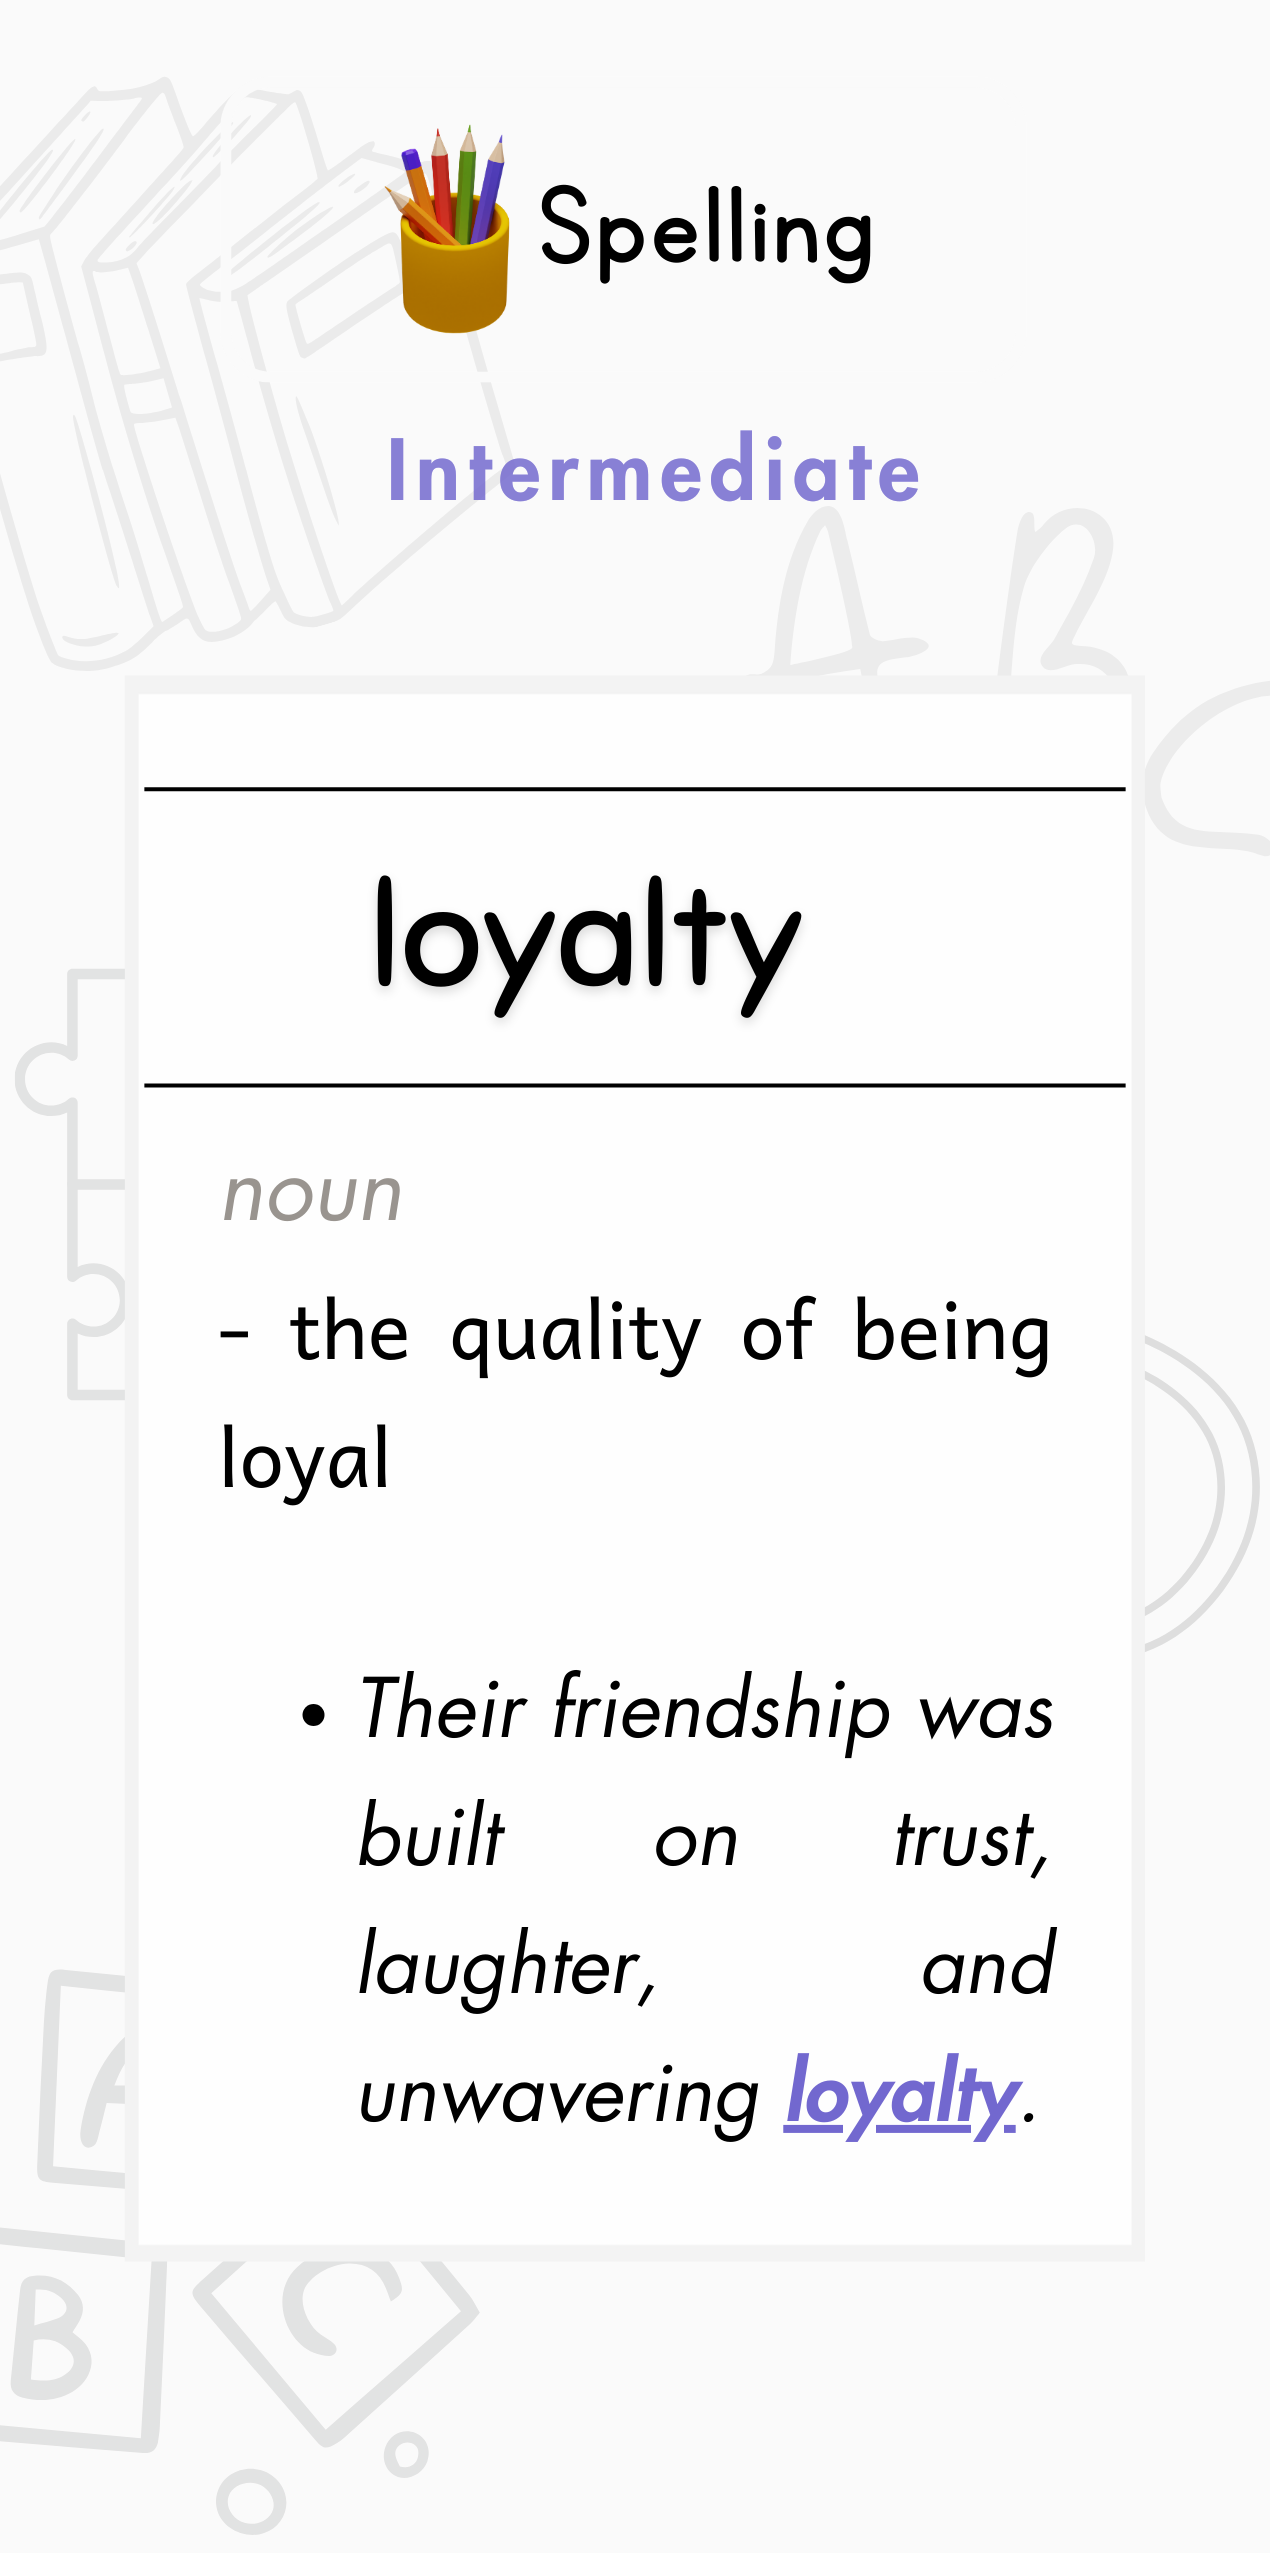 Spelling
Intermediate
A B
loyalty
noun
- the quality of being
loyal
• Their friendship was
built on trust,
laughter, and
unwavering loyalty.
A
B C